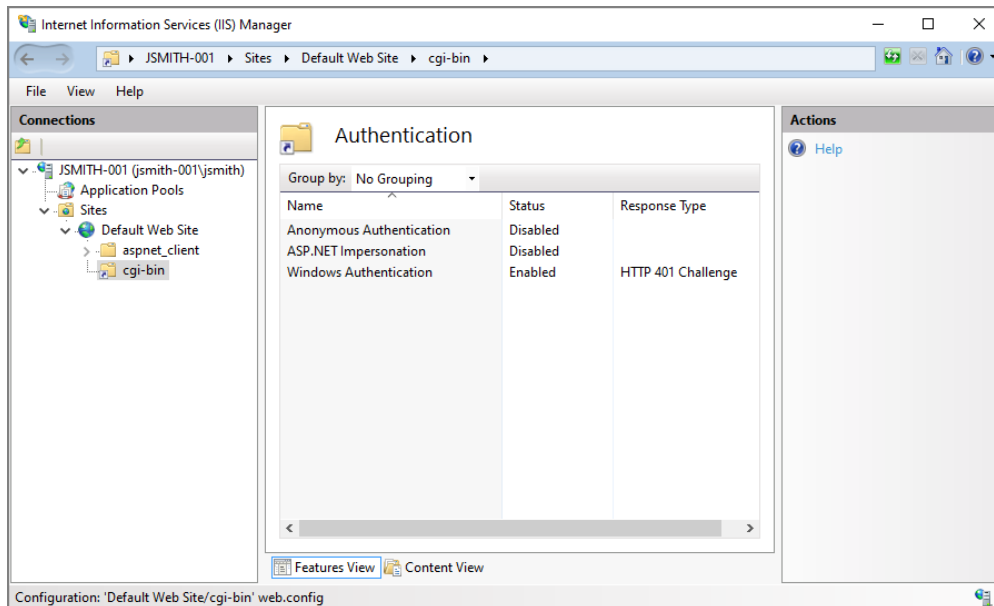 Internet Information Services (IIS) Manager
JSMITH-001 Sites Default Web Site cgi-bin
File View Help
Connections
JSMITH-001 (jsmith-001\jsmith)
Application Pools
Sites
Default Web Site
aspnet_client
cgi-bin
Authentication
Group by: No Grouping
Name Status Response Type
Anonymous Authentication Disabled
ASP.NET Impersonation Disabled
Windows Authentication Enabled HTTP 401 Challenge
Features View Content View
Actions
Help
Configuration: 'Default Web Site/cgi-bin' web.config